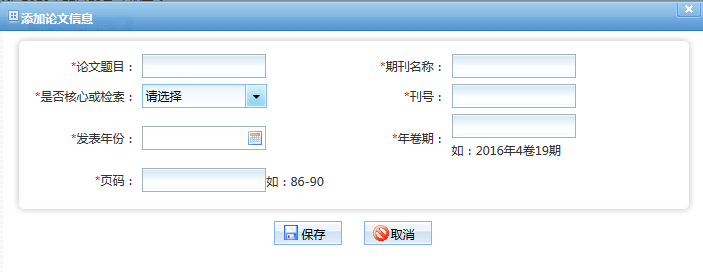 添加论文信息
*论文题目：
*期刊名称：
*是否核心或检索：
请选择
*刊号：
*发表年份：
*年卷期：
如：2016年4卷19期
*页码：
如：86-90
保存
取消